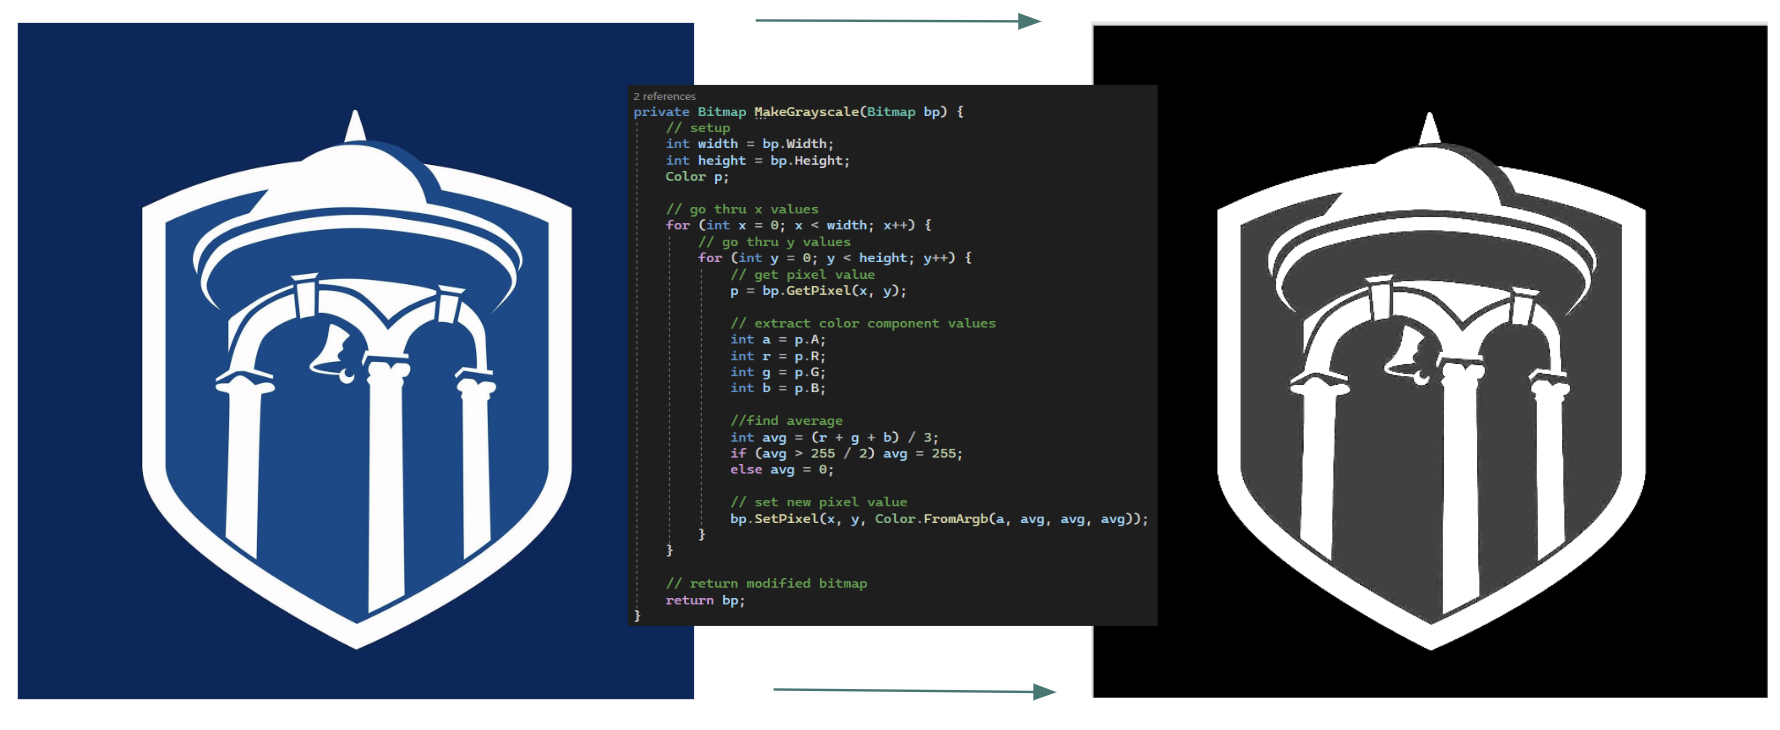 2 references
private Bitmap MakeGrayscale(Bitmap bp) {
// setup
int width = bp.Width;
int height = bp.Height;
Color p;
// go thru x values
for (int x = 0; x < width; x++) {
// go thru y values
for (int y = 0; y < height; y++) {
// get pixel value
p = bp.GetPixel(x, y);
// extract color component values
int a = p.A;
int r = p.R;
int g = p.G;
int b = p.B;
//find average
int avg = (r + g + b) / 3;
if (avg > 255 / 2) avg = 255;
else avg = 0;
// set new pixel value
bp.SetPixel(x, y, Color.FromArgb(a, avg, avg, avg));
}
}
// return modified bitmap
return bp;
}